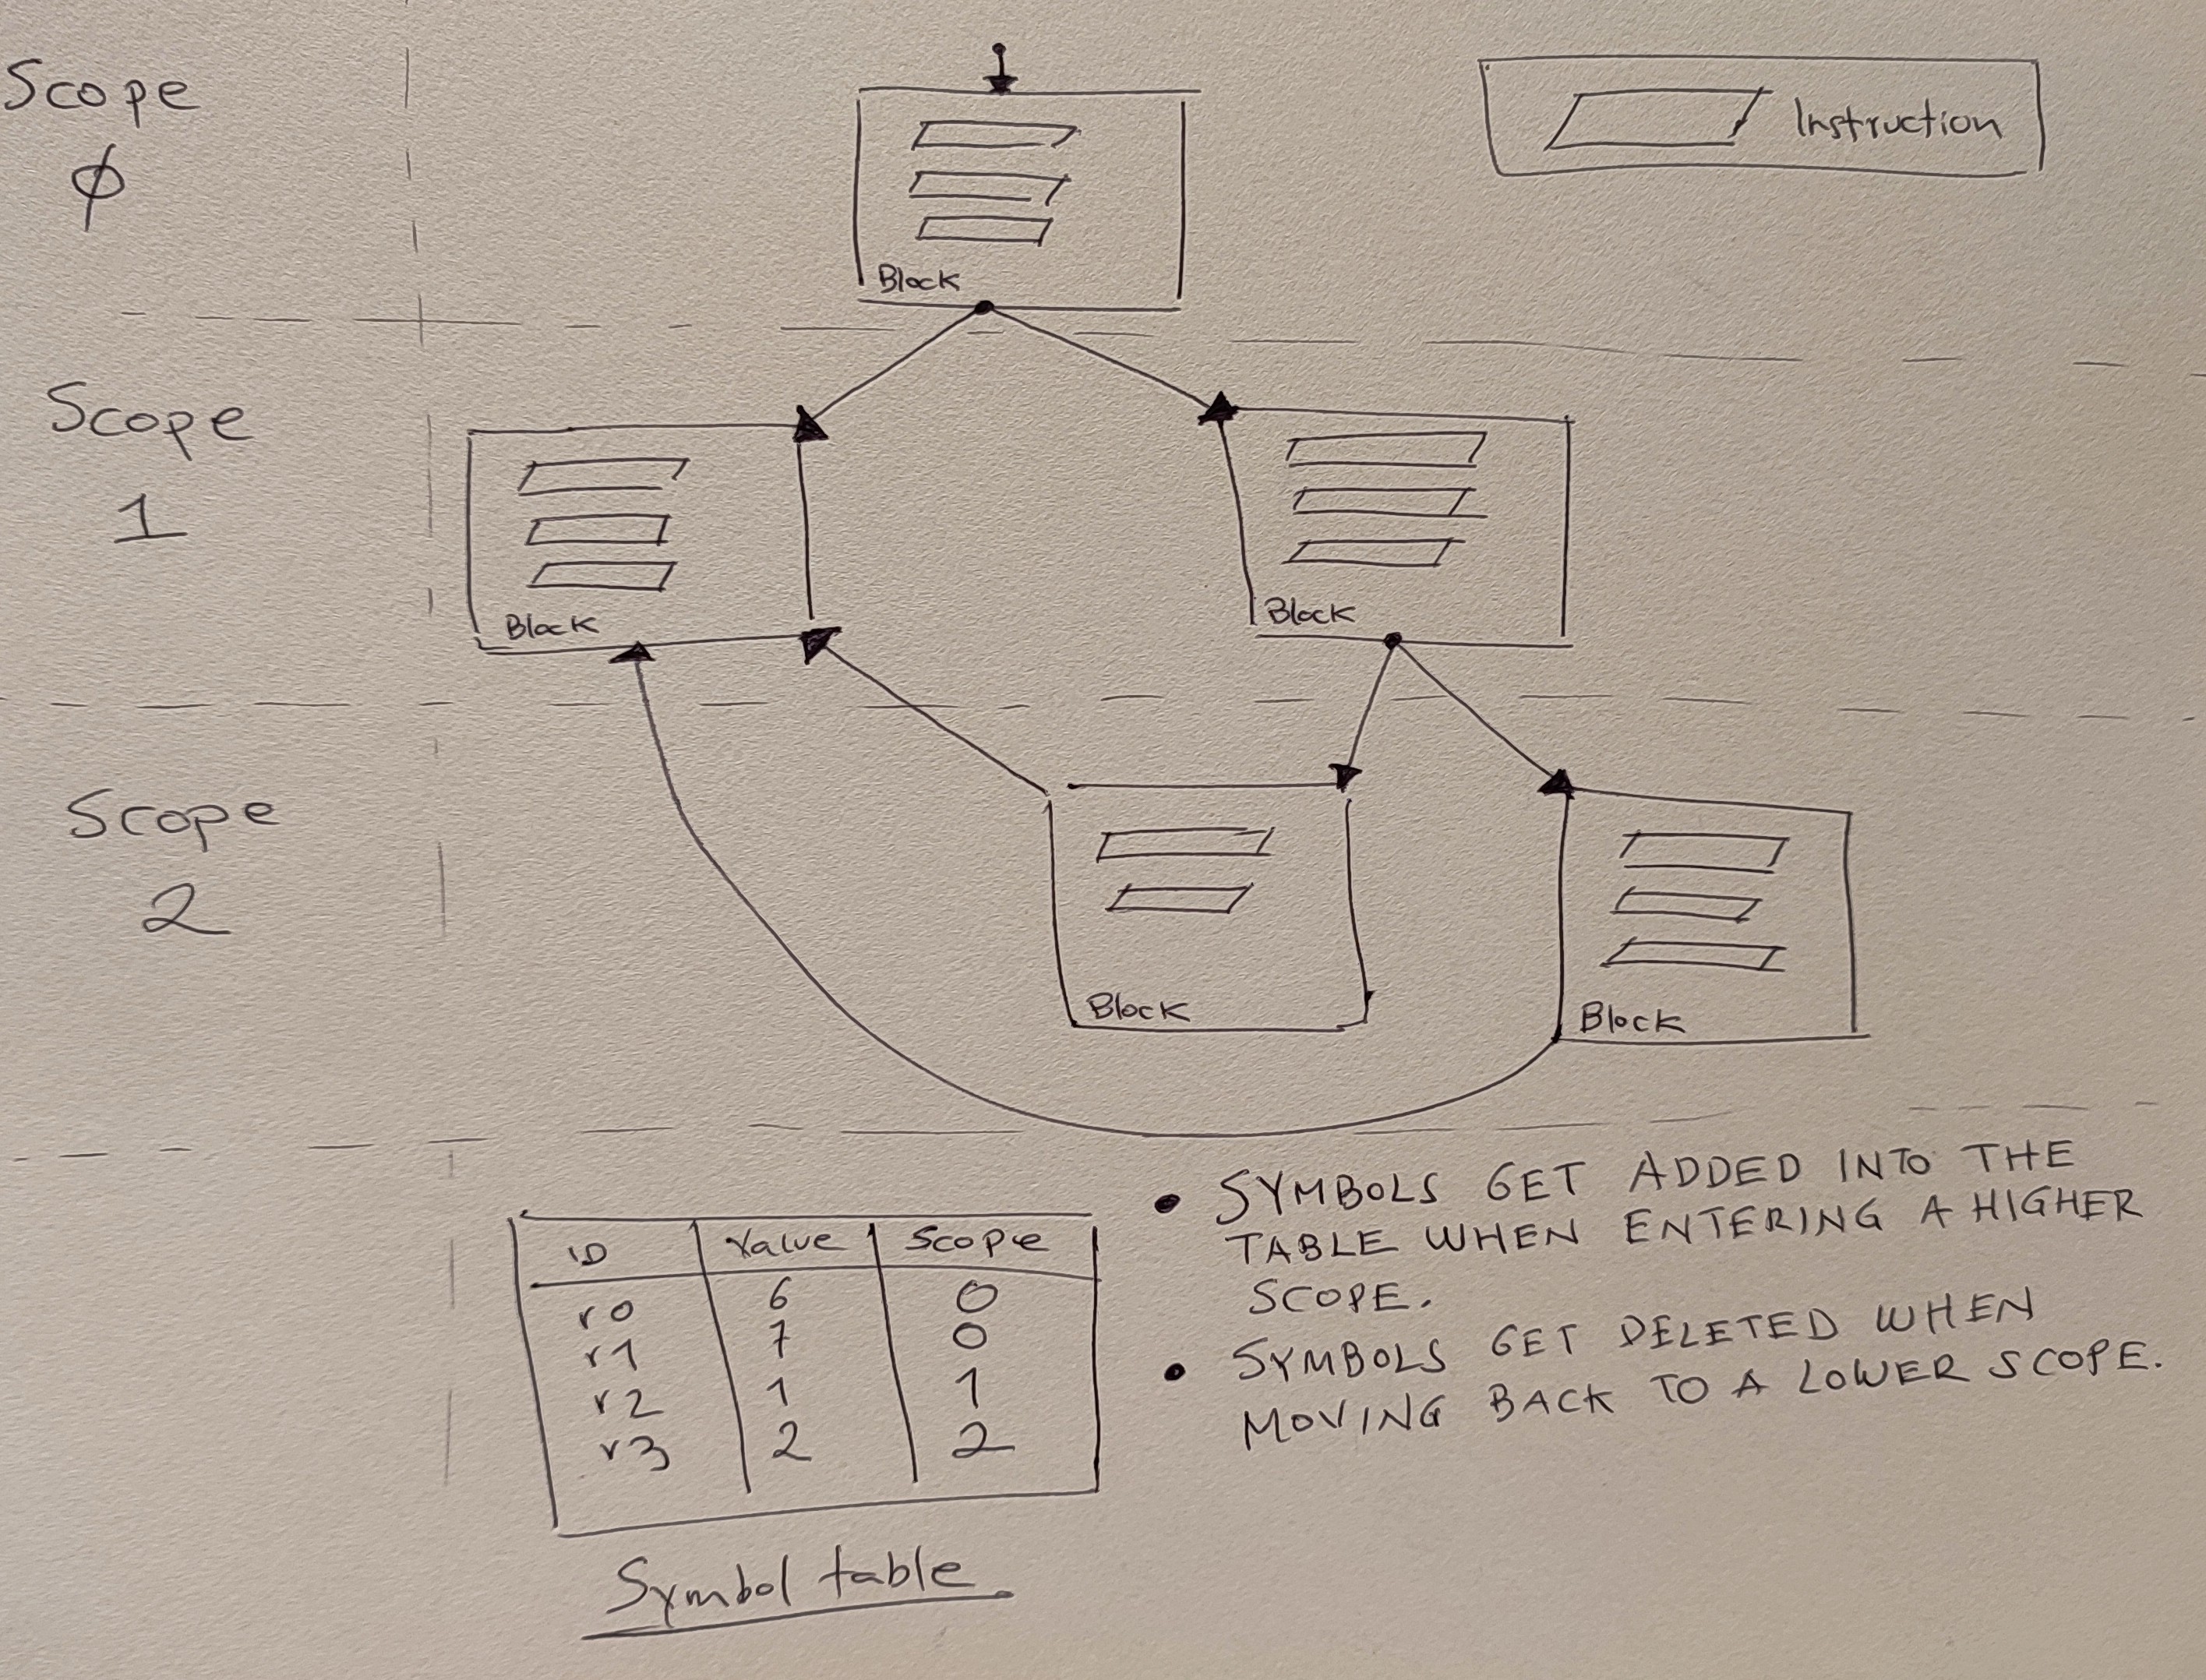 Scope
φ
Instruction
Block
Scope
1
Block
Block
Scope
2
Block
Block
ID Value Scope
r0 6 0
r1 7 0
r2 1 1
r3 2 2
Symbol table
• SYMBOLS GET ADDED INTO THE
TABLE WHEN ENTERING A HIGHER
SCOPE.
• SYMBOLS GET DELETED WHEN
MOVING BACK TO A LOWER SCOPE.